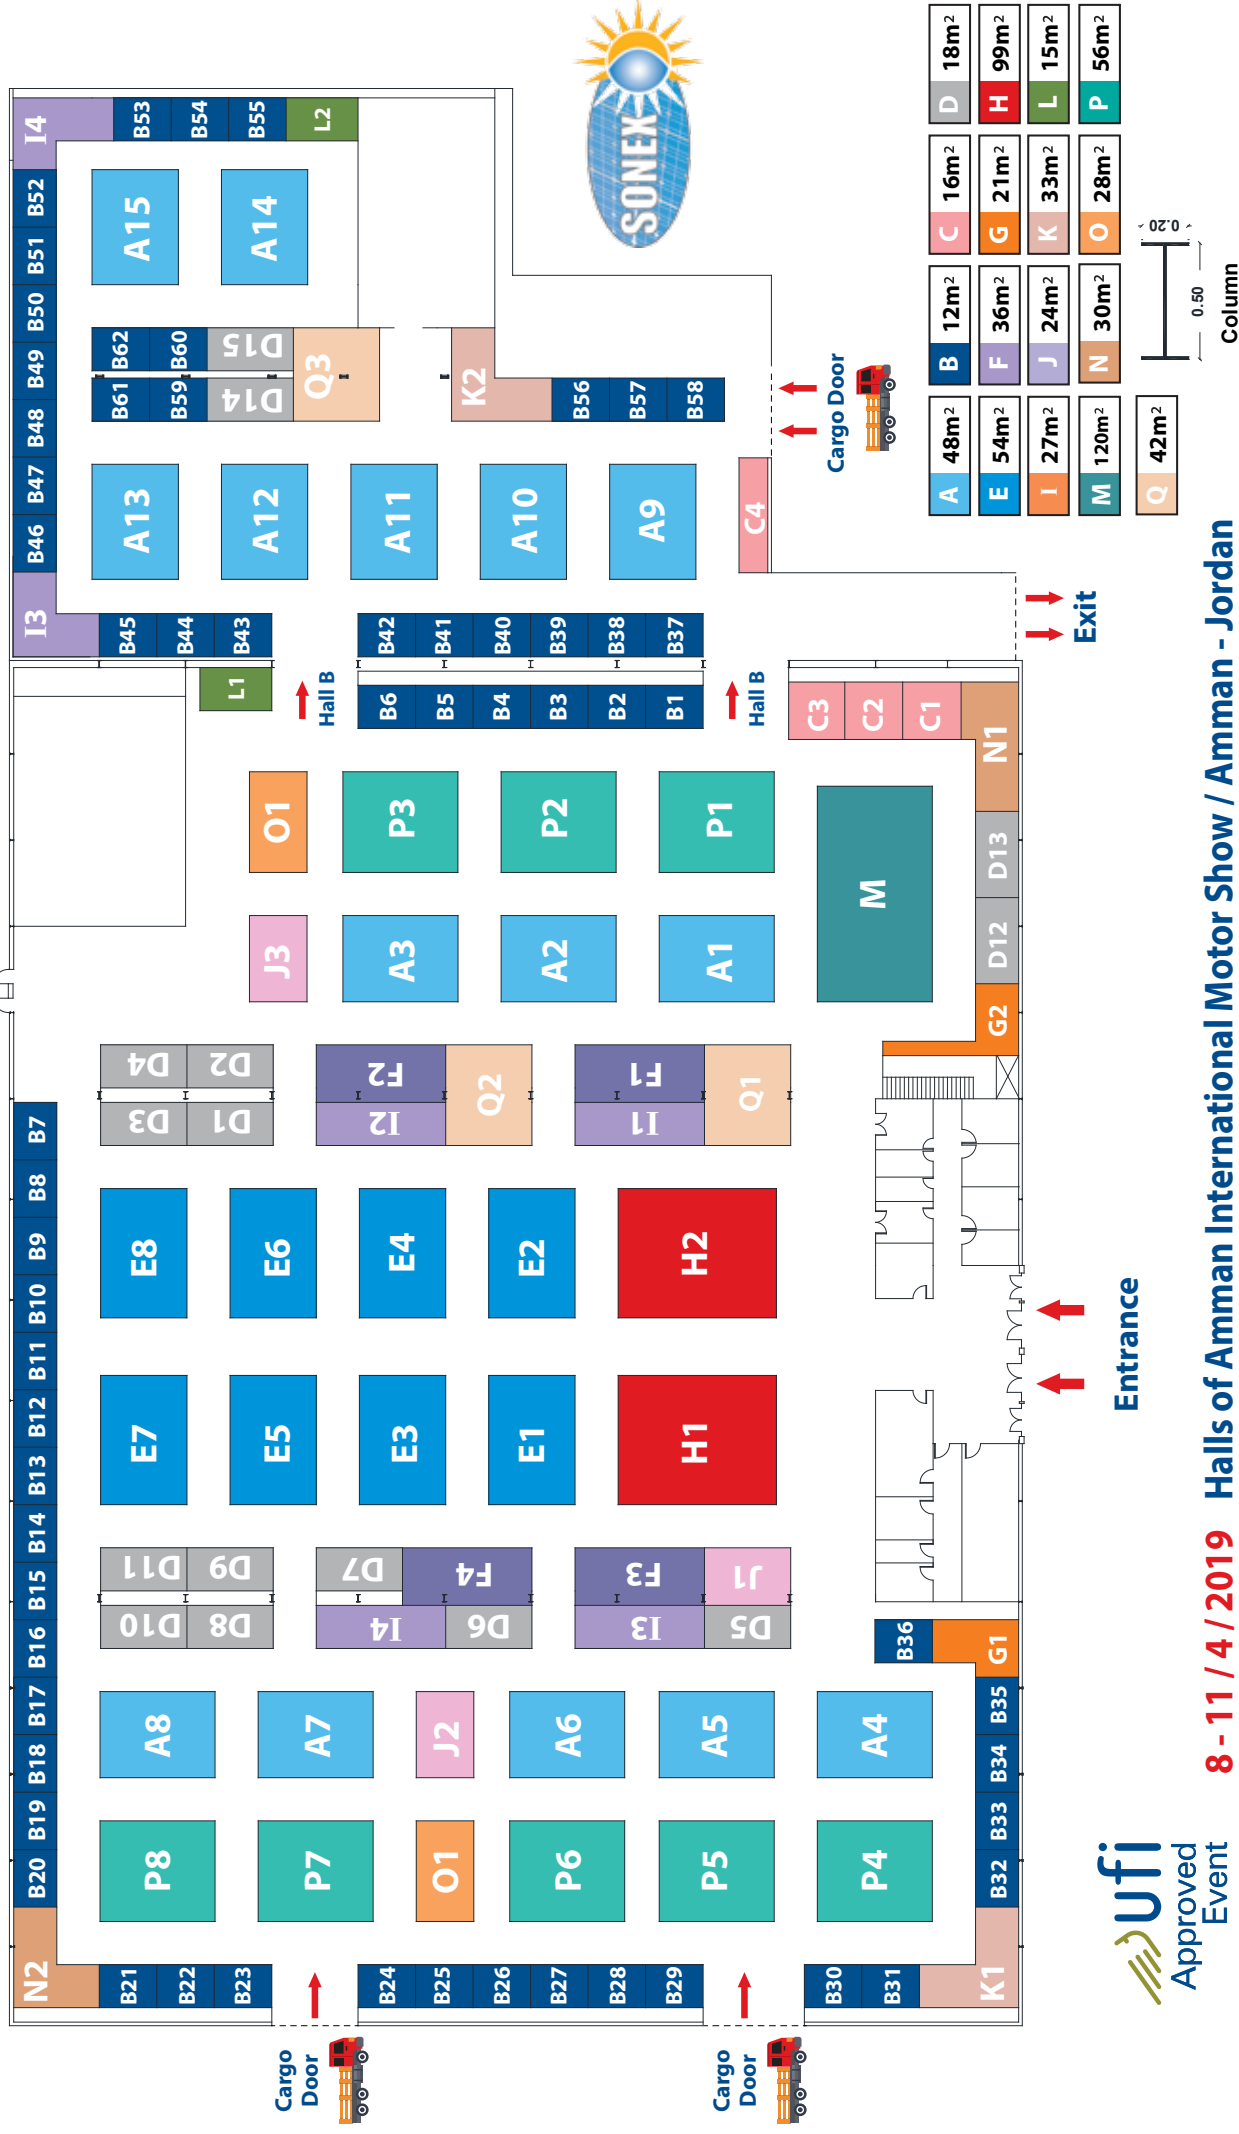 I4
B53
B54
B55
L2
B52
B51
B50
B49
B48
B47
B46
I3
B45
B44
B43
A15
A14
B62
B60
D15
B61
B59
D14
Q3
K2
B56
B57
B58
A13
A12
A11
A10
A9
C4
Cargo Door
SONEX
B42
B41
B40
B39
B38
B37
L1
Hall B
B6
B5
B4
B3
B2
B1
Hall B
Exit
C3
C2
C1
N1
D13
D12
G2
O1
P3
P2
P1
M
J3
A3
A2
A1
D4
D2
D3
D1
F2
I2
Q2
F1
I1
Q1
B7
B8
B9
B10
B11
B12
B13
B14
B15
B16
B17
B18
B19
B20
N2
E8
E6
E4
E2
H2
E7
E5
E3
E1
H1
Entrance
D11
D9
D10
D8
D7
F4
I4
D6
F3
J1
I3
D5
B36
G1
B35
B34
B33
B32
K1
A8
A7
J2
A6
A5
A4
P8
P7
O1
P6
P5
P4
B21
B22
B23
B24
B25
B26
B27
B28
B29
B30
B31
Cargo
Door
Cargo
Door
A 48m²
B 12m²
C 16m²
D 18m²
E 54m²
F 36m²
G 21m²
H 99m²
I 27m²
J 24m²
K 33m²
L 15m²
M 120m²
N 30m²
O 28m²
P 56m²
Q 42m²
0.20
0.50
Column
ufi
Approved
Event
8 - 11 / 4 / 2019 Halls of Amman International Motor Show / Amman - Jordan